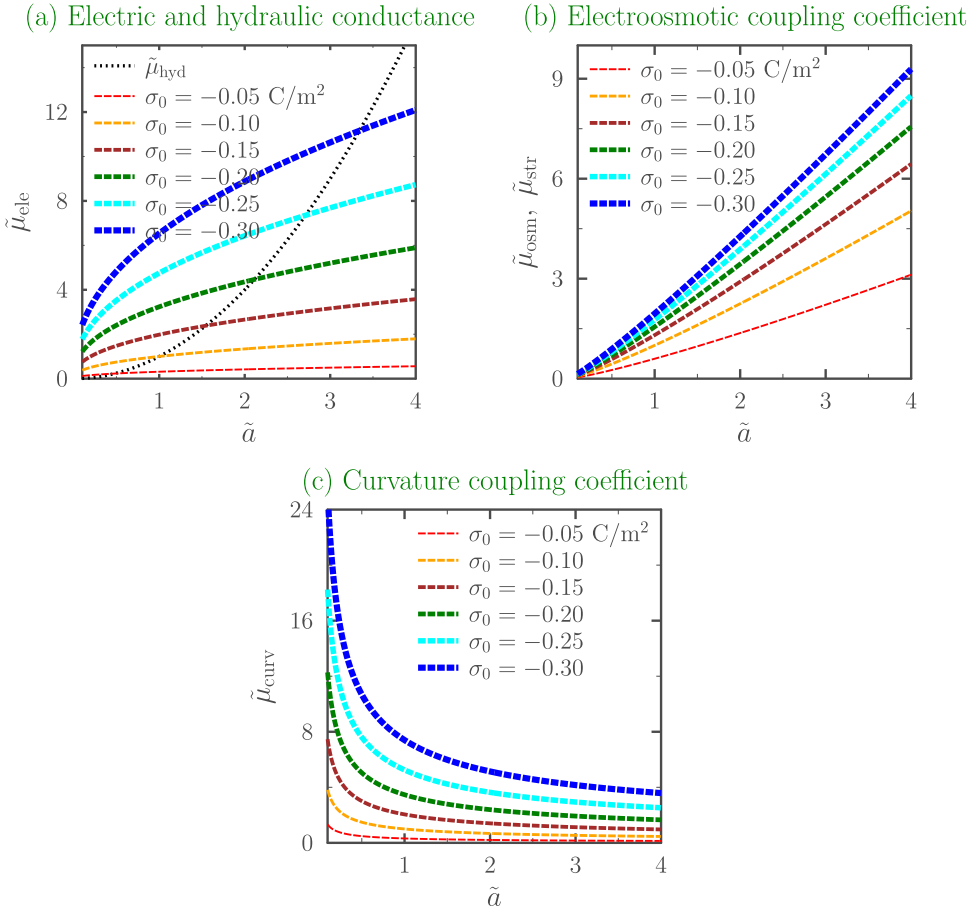 (a) Electric and hydraulic conductance
μ̃hyd
σ₀ = −0.05 C/m²
σ₀ = −0.10
σ₀ = −0.15
σ₀ = −0.20
σ₀ = −0.25
σ₀ = −0.30
12
8
4
0
μ̃ele
1 2 3 4
ã
(b) Electroosmotic coupling coefficient
σ₀ = −0.05 C/m²
σ₀ = −0.10
σ₀ = −0.15
σ₀ = −0.20
σ₀ = −0.25
σ₀ = −0.30
9
6
3
0
μ̃osm, μ̃str
1 2 3 4
ã
(c) Curvature coupling coefficient
σ₀ = −0.05 C/m²
σ₀ = −0.10
σ₀ = −0.15
σ₀ = −0.20
σ₀ = −0.25
σ₀ = −0.30
24
16
8
0
μ̃curv
1 2 3 4
ã